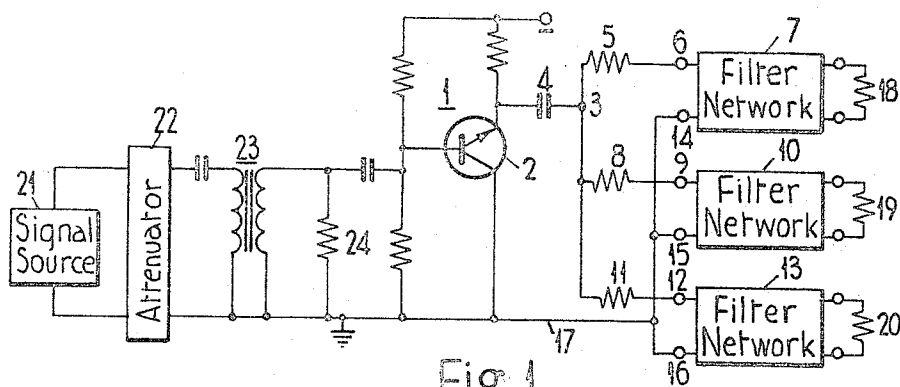 5
6
7
Filter
Network
18
14
1
4
3
2
22
23
21
Signal
Source
Attenuator
24
8
9
10
Filter
Network
19
15
11
12
13
Filter
Network
20
16
17
Fig 1